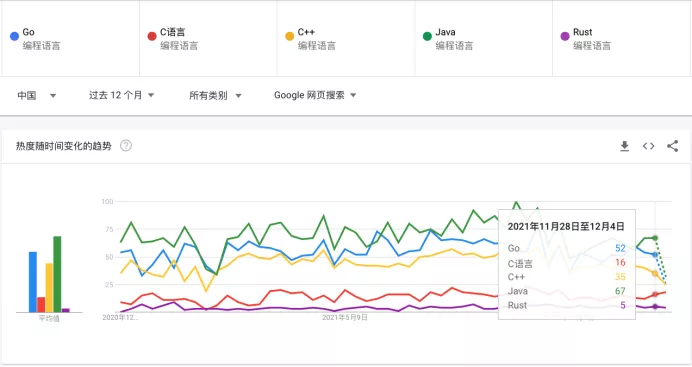 Go
编程语言
C语言
编程语言
C++
编程语言
Java
编程语言
Rust
编程语言
中国
过去 12 个月
所有类别
Google 网页搜索
热度随时间变化的趋势
100
75
50
25
平均值
2020年12...
2021年5月9日
2021年11月28日至12月4日
Go 52
C语言 16
C++ 35
Java 67
Rust 5